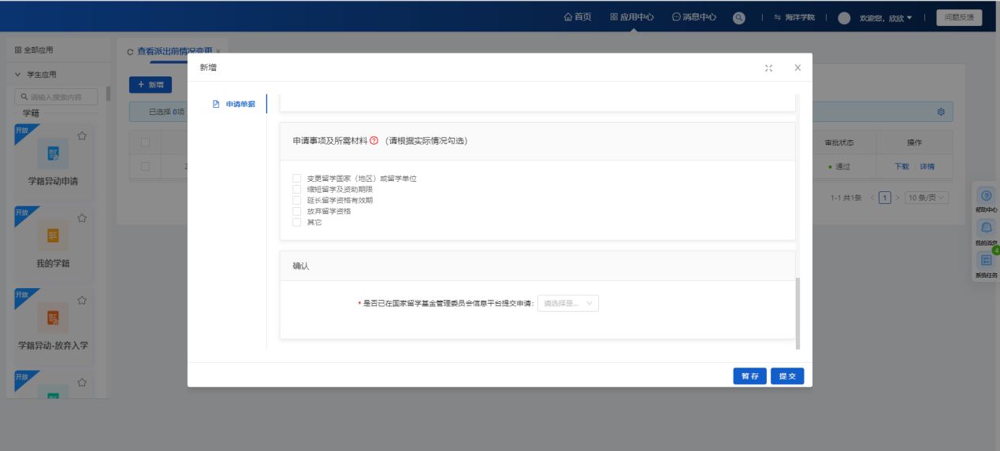 首页 应用中心 消息中心 海洋学院 欢迎您，欣欣 问题反馈
全部应用
学生应用
请输入搜索内容
学籍
开放
学籍异动申请
开放
我的学籍
开放
学籍异动-放弃入学
开放
查看派出前情况变更 ×
+ 新增
已选择 0项
审批状态 操作
2
通过 下载 详情
1-1 共1条 < 1 > 10 条/页
新增 X
申请单据
申请事项及所需材料 (请根据实际情况勾选)
变更留学国家（地区）或留学单位
缩短留学及资助期限
延长留学资格有效期
放弃留学资格
其它
确认
* 是否已在国家留学基金管理委员会信息平台提交申请: 请选择是...
暂存 提交
帮助中心
我的消息
4
系统任务